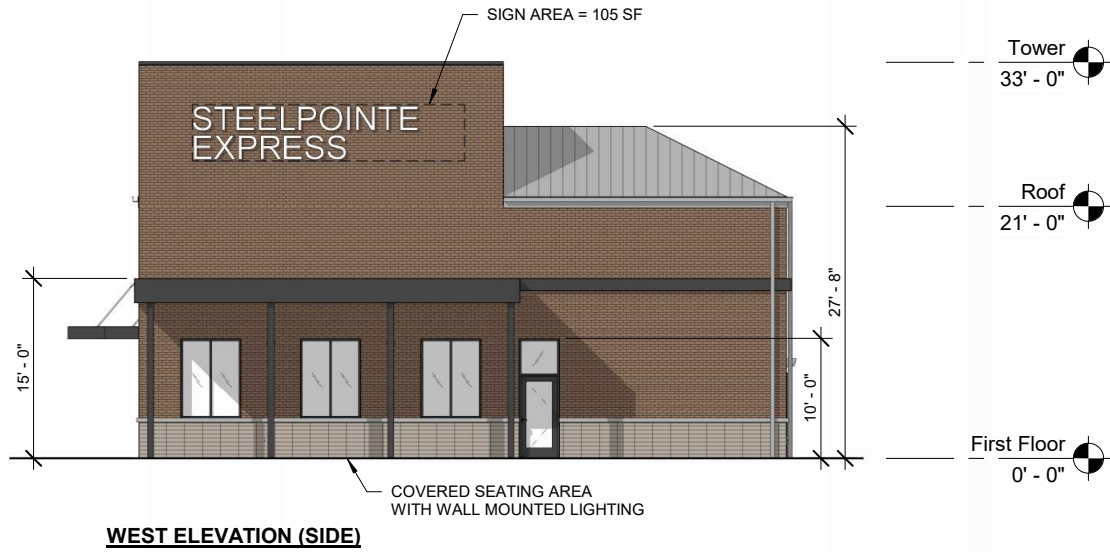 SIGN AREA = 105 SF
Tower
33' - 0"
STEELPOINTE
EXPRESS
Roof
21' - 0"
27' - 8"
15' - 0"
10' - 0"
First Floor
0' - 0"
COVERED SEATING AREA
WITH WALL MOUNTED LIGHTING
WEST ELEVATION (SIDE)